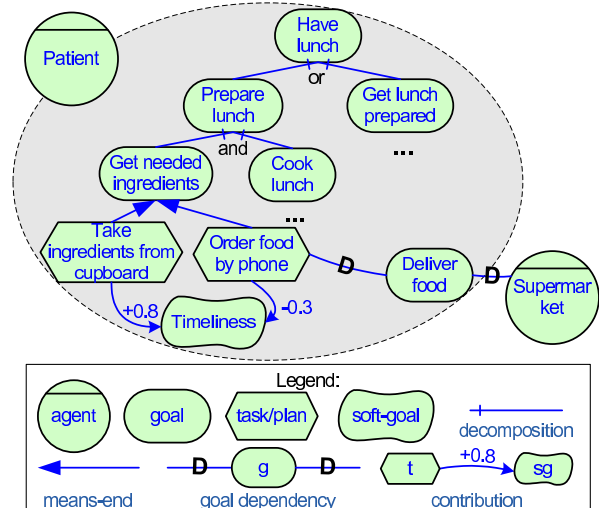 Patient
Have
lunch
or
Prepare
lunch
Get lunch
prepared
...
and
Get needed
ingredients
Cook
lunch
...
Take
ingredients from
cupboard
Order food
by phone
D
Deliver
food
D
Supermar
ket
+0.8
Timeliness
-0.3
Legend:
agent
goal
task/plan
soft-goal
decomposition
means-end
D
g
D
goal dependency
t
+0.8
sg
contribution